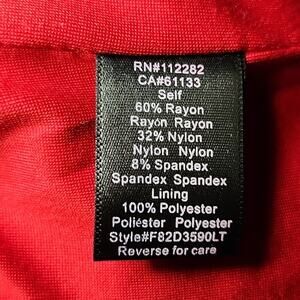 RN#112282
CA#61133
Self
60% Rayon
Rayón Rayon
32% Nylon
Nylon Nylon
8% Spandex
Spandex Spandex
Lining
100% Polyester
Poliéster Polyester
Style#F82D3590LT
Reverse for care